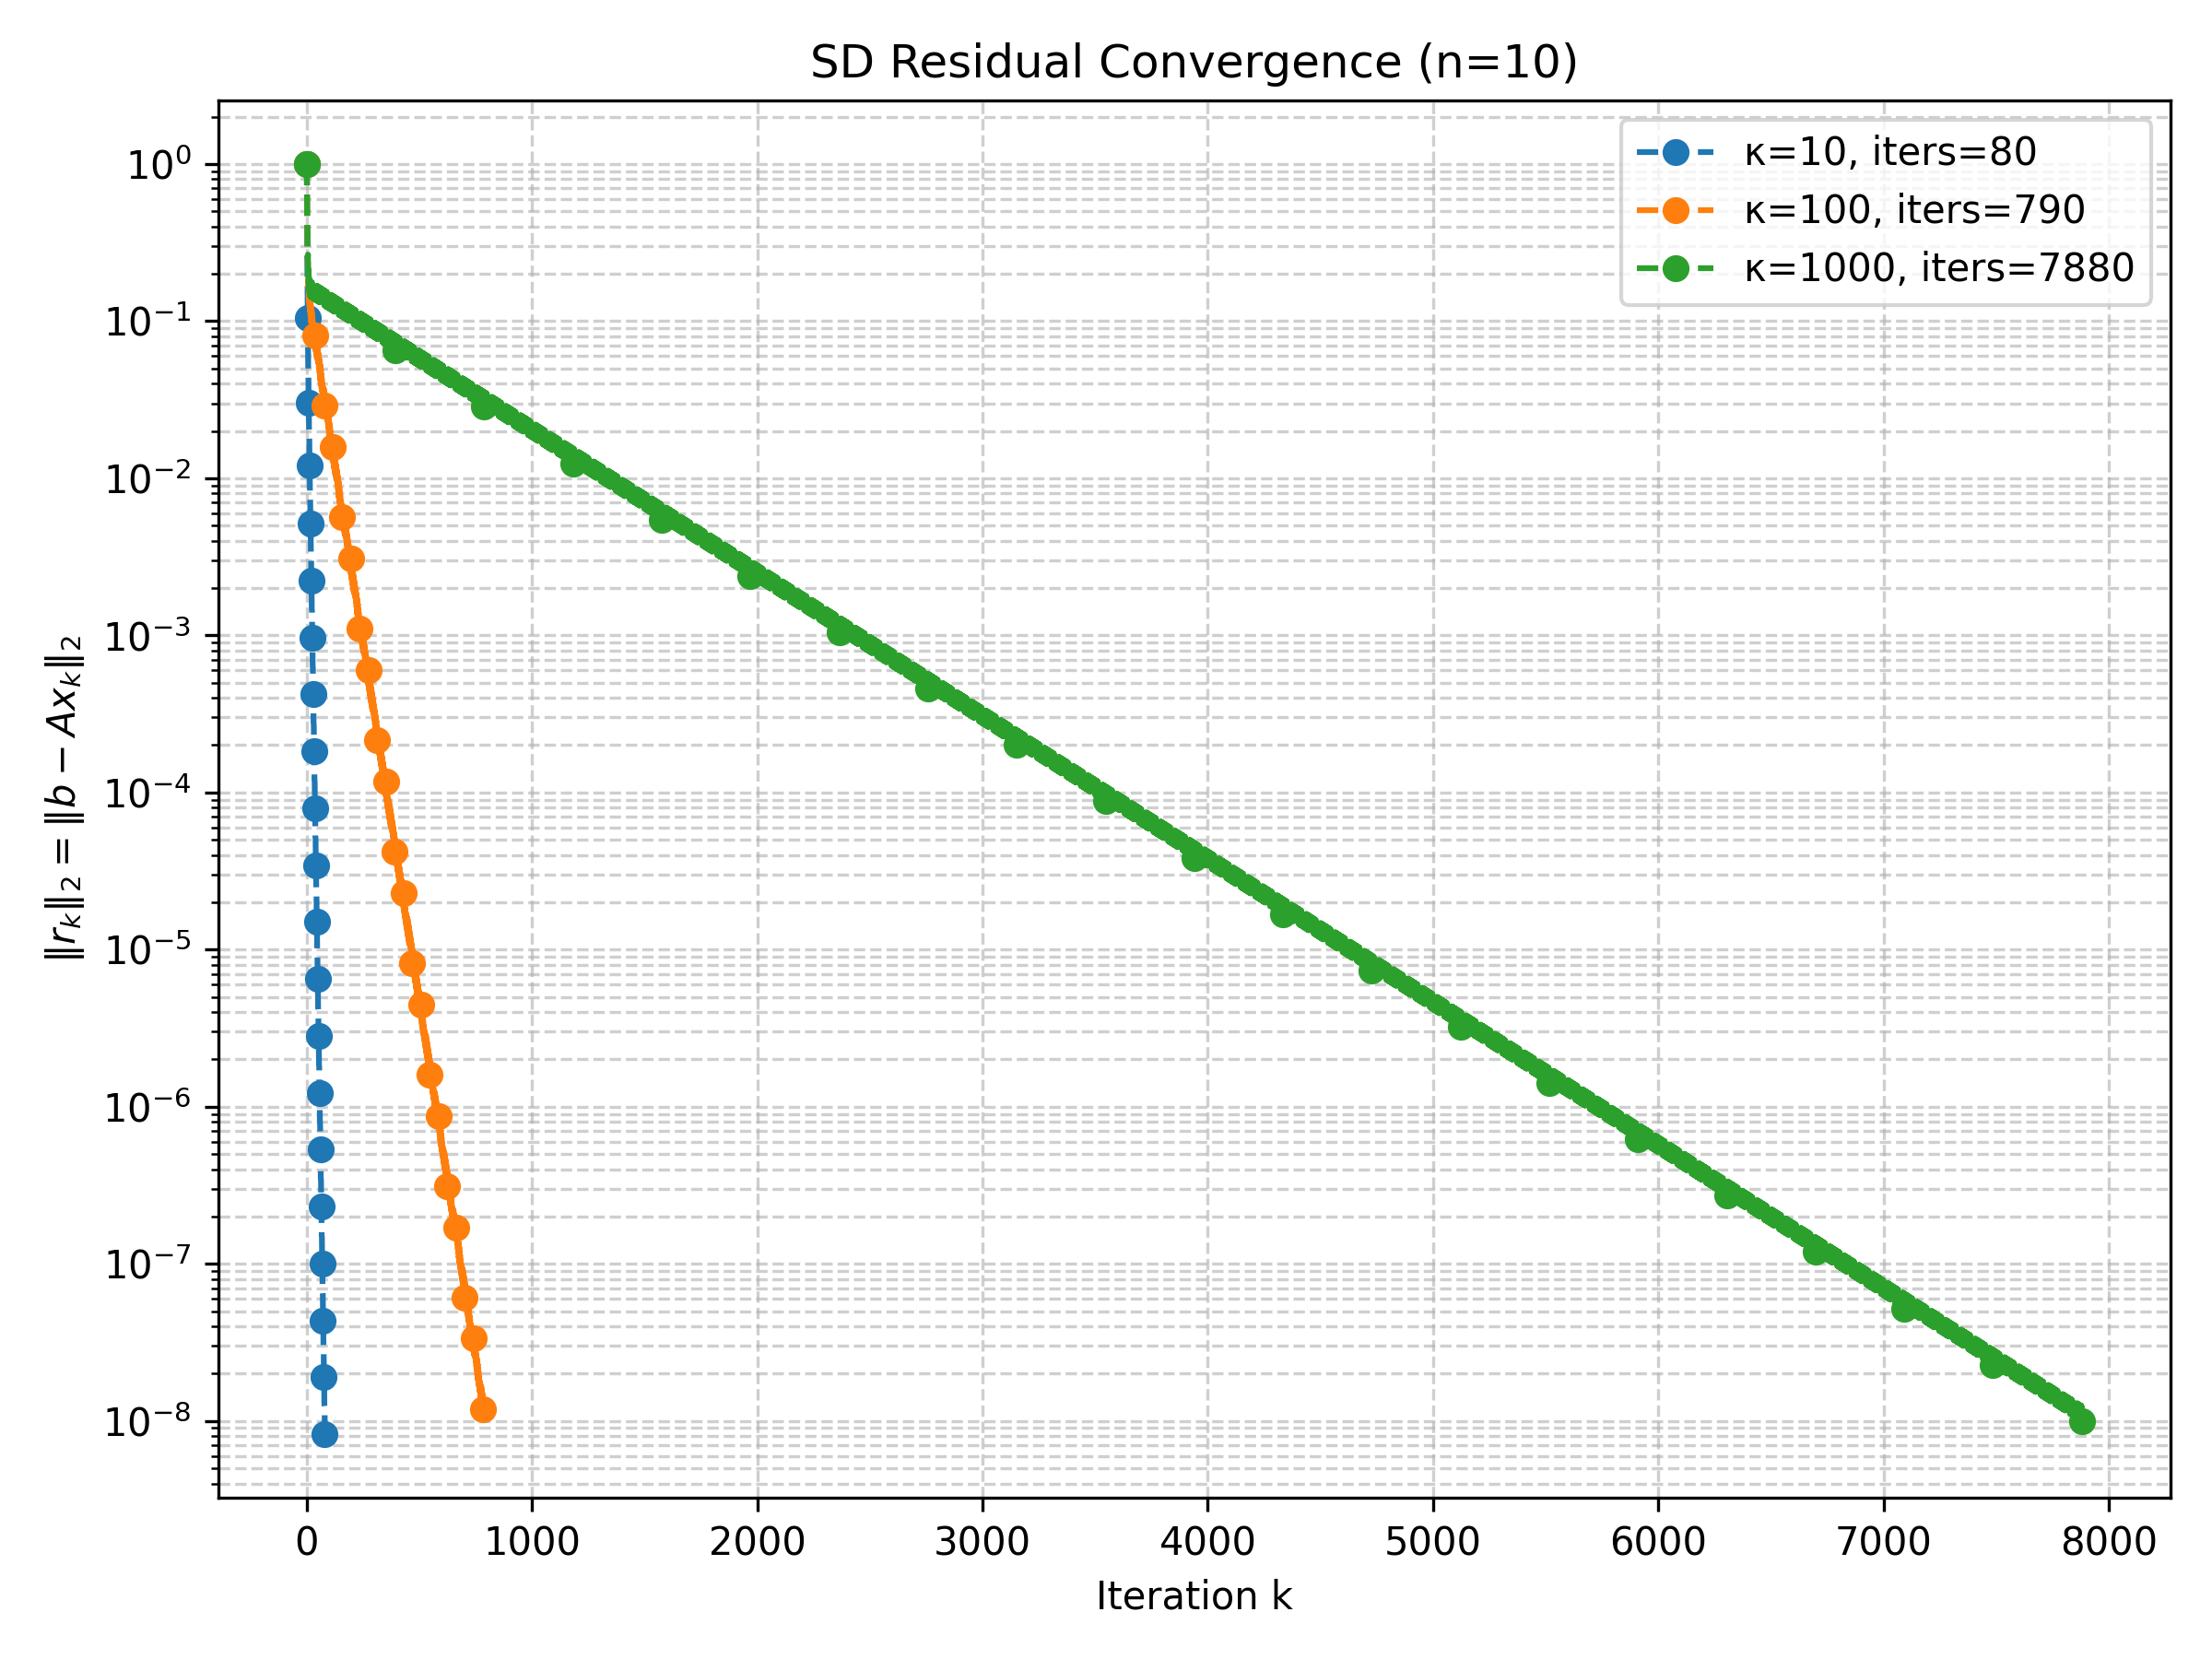 SD Residual Convergence (n=10)
κ=10, iters=80
κ=100, iters=790
κ=1000, iters=7880
10⁰
10⁻¹
10⁻²
10⁻³
10⁻⁴
10⁻⁵
10⁻⁶
10⁻⁷
10⁻⁸
‖rₖ‖₂ = ‖b − Axₖ‖₂
0 1000 2000 3000 4000 5000 6000 7000 8000
Iteration k